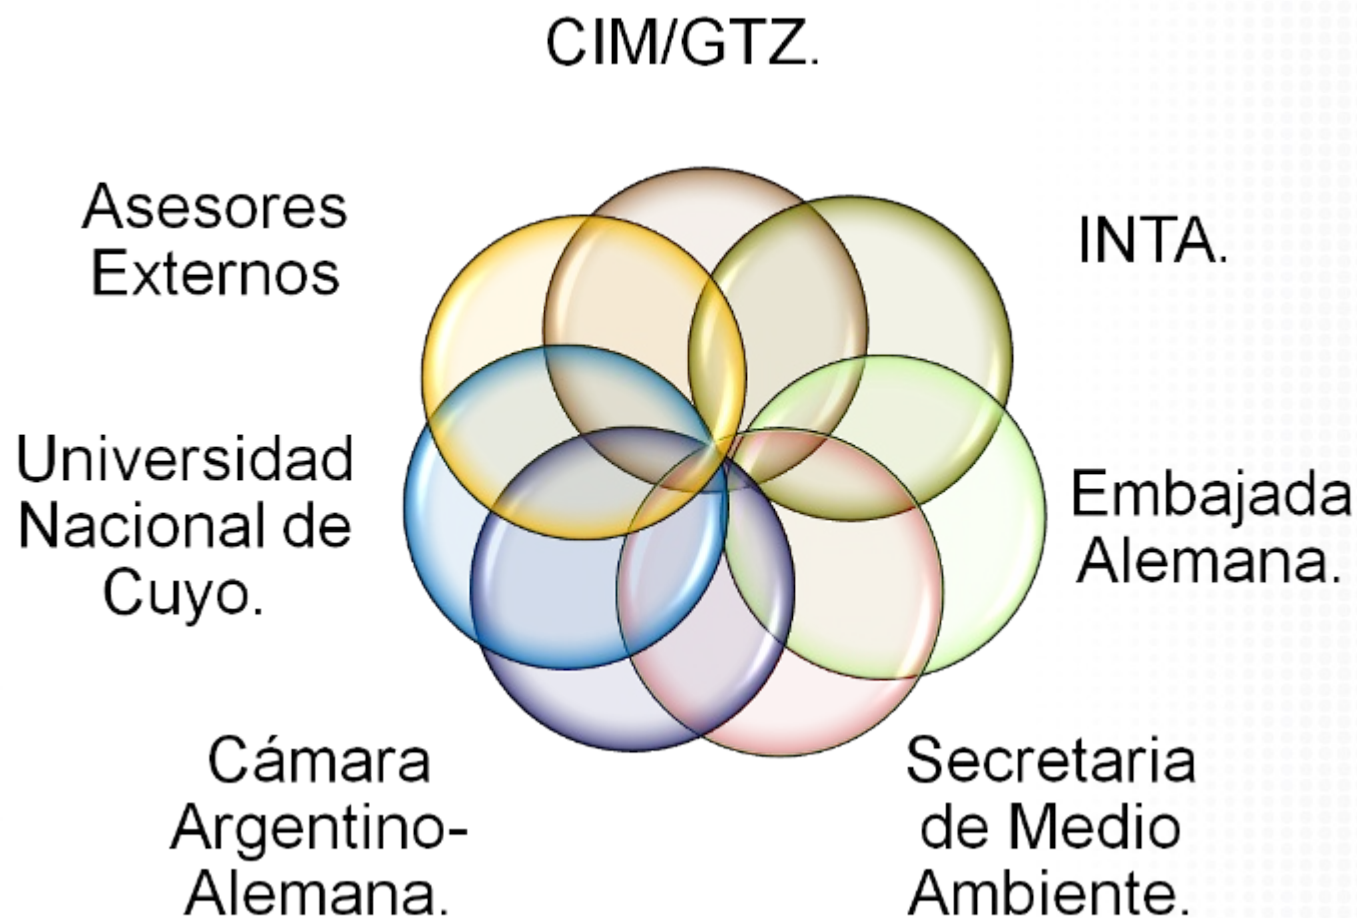 CIM/GTZ.
Asesores
Externos
INTA.
Universidad
Nacional de
Cuyo.
Embajada
Alemana.
Cámara
Argentino-
Alemana.
Secretaria
de Medio
Ambiente.